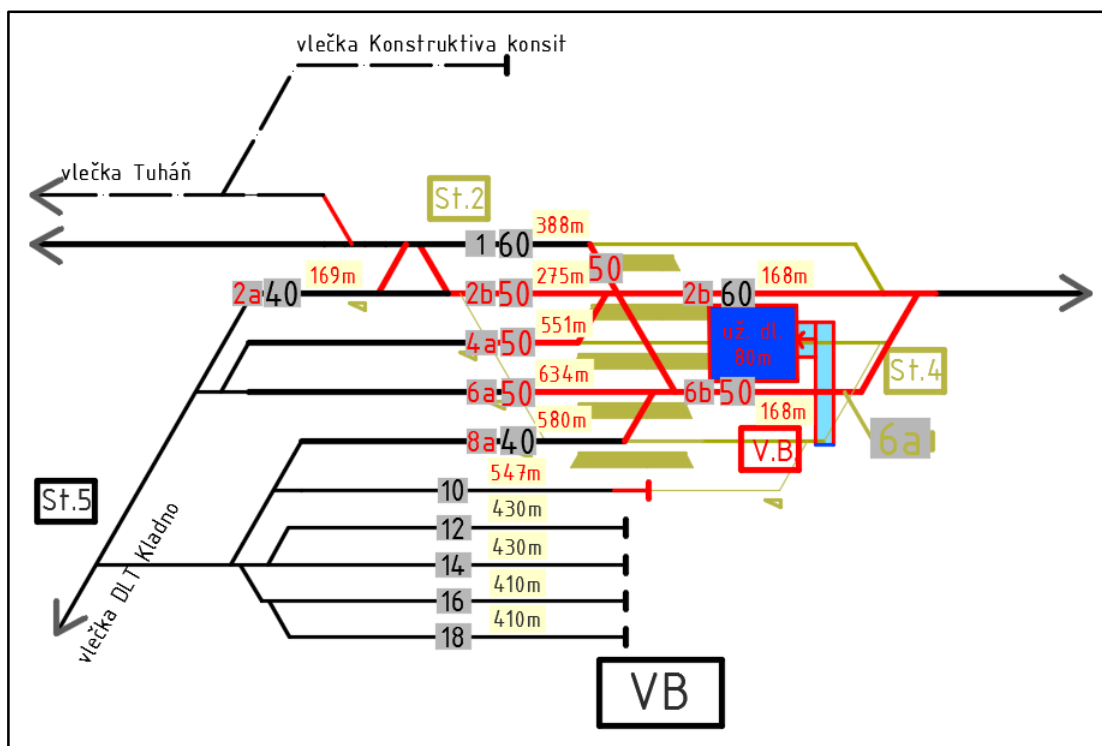 vlečka Konstruktiva konsit
vlečka Tuháň
St.2
388m
1 60
50
169m
275m
168m
2a 40
2b 50
2b 60
551m
už. dl.
80m
4a 50
St.4
634m
6a 50
6b 50
168m
580m
8a 40
V.B.
6a
547m
St.5
10
430m
12
430m
14
vlečka DLT Kladno
410m
16
410m
18
VB